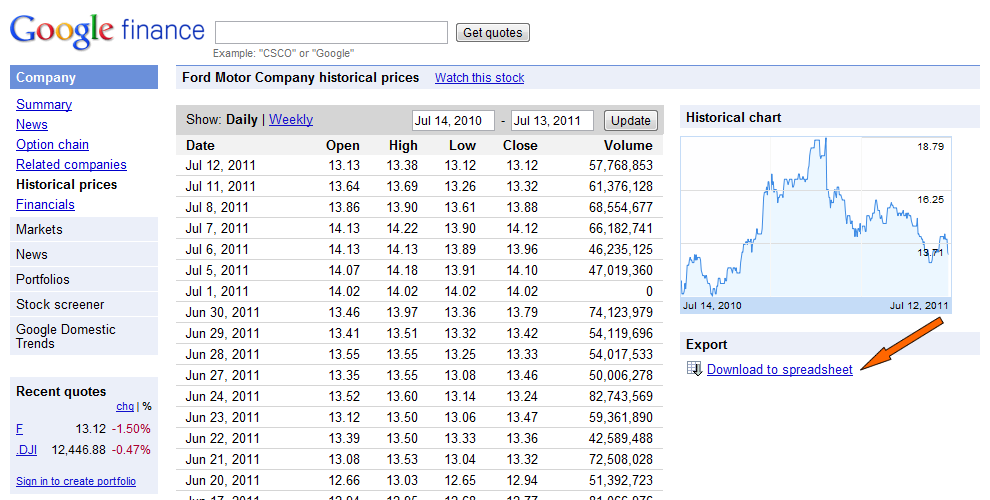 Google finance
Get quotes
Example: "CSCO" or "Google"
Company
Summary
News
Option chain
Related companies
Historical prices
Financials
Markets
News
Portfolios
Stock screener
Google Domestic
Trends
Recent quotes
chg | %
F 13.12 -1.50%
.DJI 12,446.88 -0.47%
Sign in to create portfolio
Ford Motor Company historical prices Watch this stock
Show: Daily | Weekly Jul 14, 2010 - Jul 13, 2011 Update
Date Open High Low Close Volume
Jul 12, 2011 13.13 13.38 13.12 13.12 57,768,853
Jul 11, 2011 13.64 13.69 13.26 13.32 61,376,128
Jul 8, 2011 13.86 13.90 13.61 13.88 68,554,677
Jul 7, 2011 14.13 14.22 13.90 14.12 66,182,741
Jul 6, 2011 14.13 14.13 13.89 13.96 46,235,125
Jul 5, 2011 14.07 14.18 13.91 14.10 47,019,360
Jul 1, 2011 14.02 14.02 14.02 14.02 0
Jun 30, 2011 13.46 13.97 13.36 13.79 74,123,979
Jun 29, 2011 13.41 13.51 13.32 13.42 54,119,696
Jun 28, 2011 13.55 13.55 13.25 13.33 54,017,533
Jun 27, 2011 13.35 13.55 13.08 13.46 50,006,278
Jun 24, 2011 13.52 13.60 13.14 13.24 82,743,569
Jun 23, 2011 13.12 13.50 13.06 13.47 59,361,890
Jun 22, 2011 13.39 13.50 13.33 13.36 42,589,488
Jun 21, 2011 13.08 13.53 13.04 13.32 72,508,028
Jun 20, 2011 12.66 13.03 12.65 12.94 51,392,723
Historical chart
18.79
16.25
13.71
Jul 14, 2010 Jul 12, 2011
Export
Download to spreadsheet